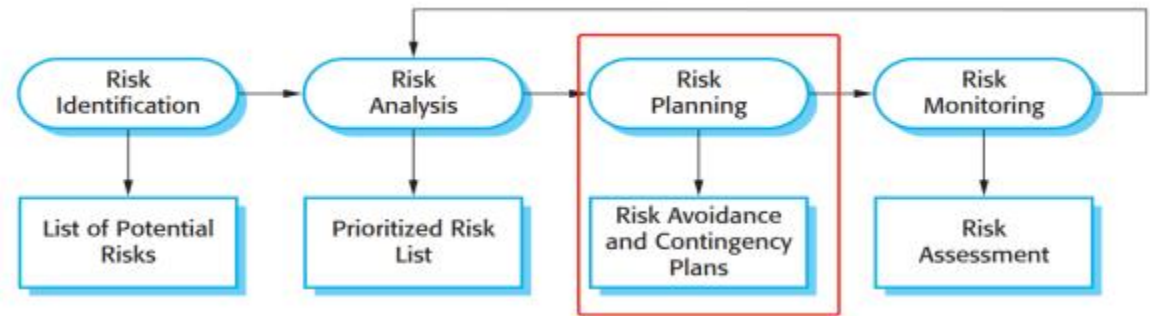 Risk
Identification
Risk
Analysis
Risk
Planning
Risk
Monitoring
List of Potential
Risks
Prioritized Risk
List
Risk Avoidance
and Contingency
Plans
Risk
Assessment